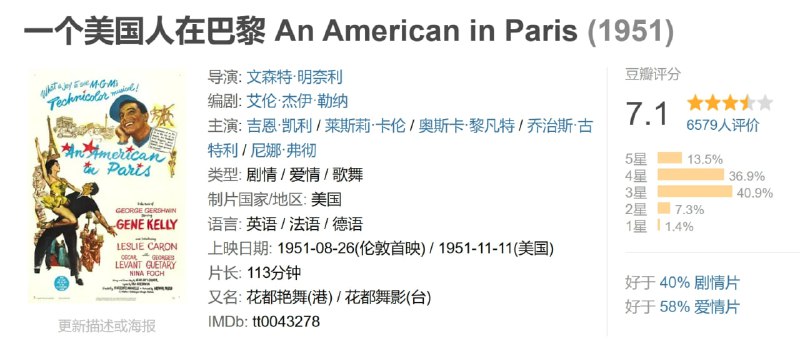 一个美国人在巴黎 An American in Paris (1951)
What a joy to see M-G-M's
Technicolor musical!
An American
in Paris
GEORGE GERSHWIN
GENE KELLY
LESLIE CARON
OSCAR LEVANT
GEORGES GUETARY
NINA FOCH
更新描述或海报
导演: 文森特·明奈利
编剧: 艾伦·杰伊·勒纳
主演: 吉恩·凯利 / 莱斯莉·卡伦 / 奥斯卡·黎凡特 / 乔治斯·古
特利 / 尼娜·弗彻
类型: 剧情 / 爱情 / 歌舞
制片国家/地区: 美国
语言: 英语 / 法语 / 德语
上映日期: 1951-08-26(伦敦首映) / 1951-11-11(美国)
片长: 113分钟
又名: 花都艳舞(港) / 花都舞影(台)
IMDb: tt0043278
豆瓣评分
7.1
6579人评价
5星 13.5%
4星 36.9%
3星 40.9%
2星 7.3%
1星 1.4%
好于 40% 剧情片
好于 58% 爱情片